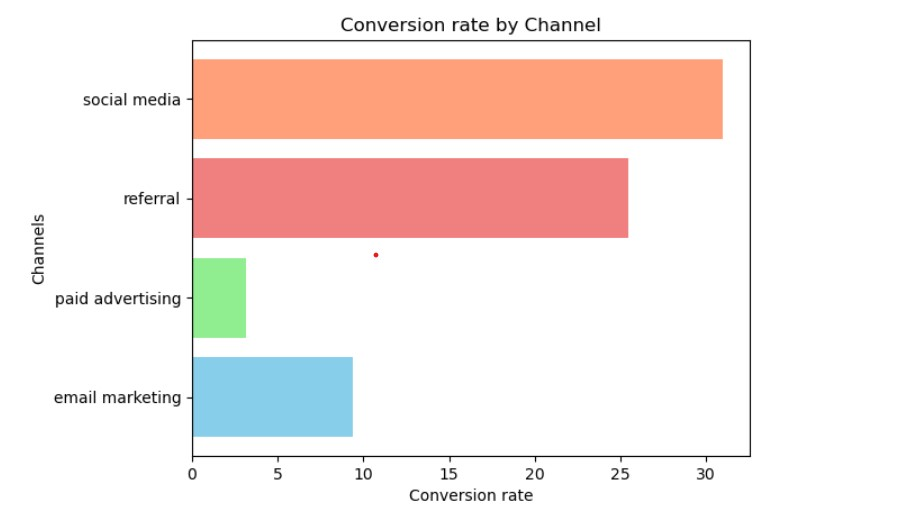 Conversion rate by Channel
social media
referral
paid advertising
email marketing
Channels
0 5 10 15 20 25 30
Conversion rate